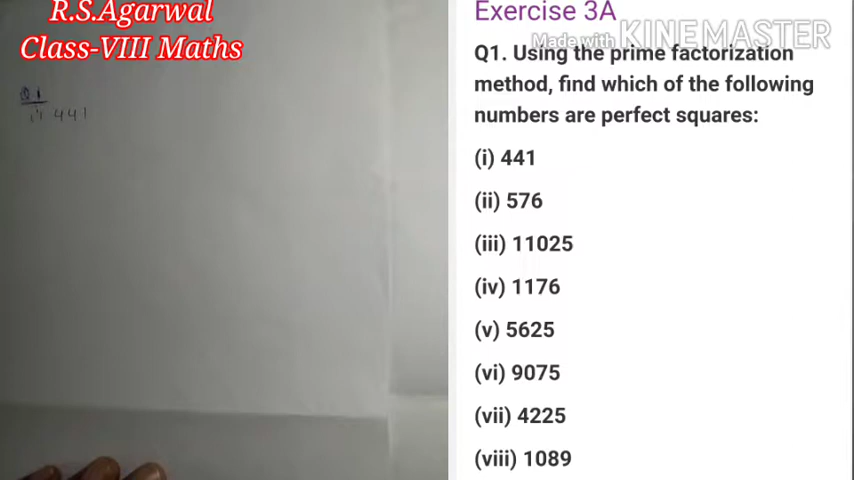 R.S.Agarwal
Class-VIII Maths
Q.1
(i) 441
Exercise 3A
Made with KINEMASTER
Q1. Using the prime factorization
method, find which of the following
numbers are perfect squares:
(i) 441
(ii) 576
(iii) 11025
(iv) 1176
(v) 5625
(vi) 9075
(vii) 4225
(viii) 1089